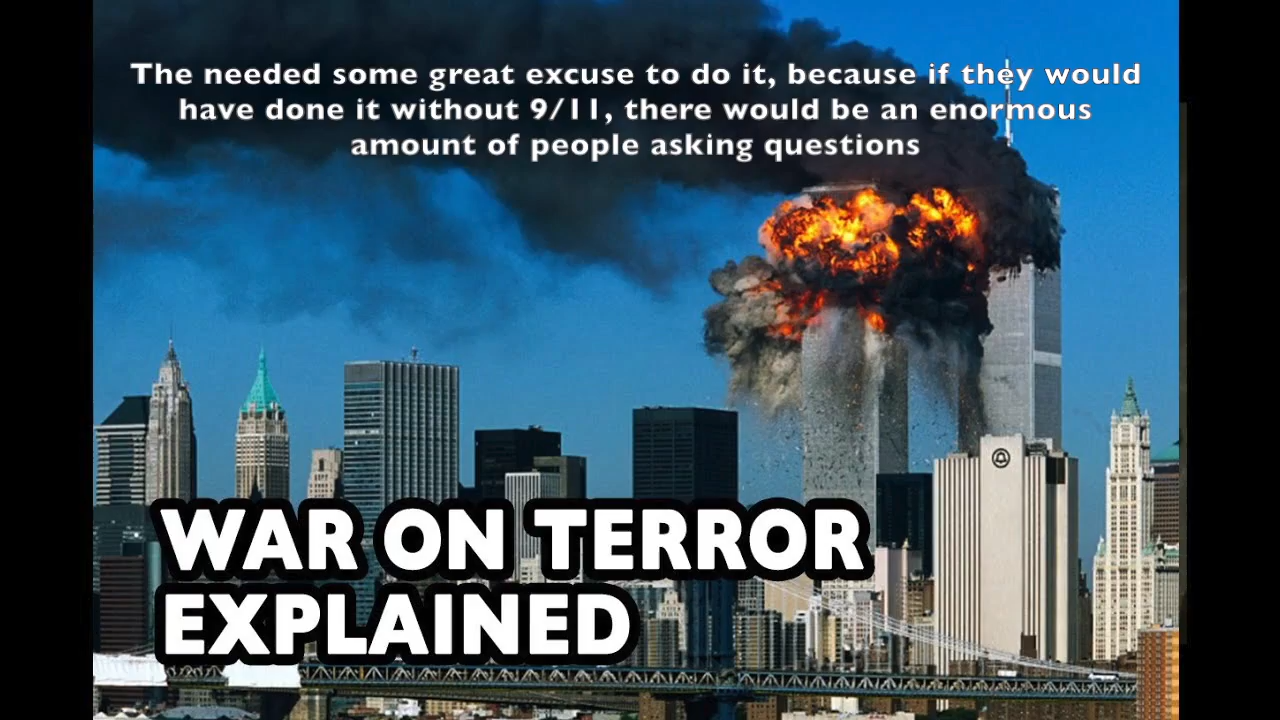 The needed some great excuse to do it, because if they would
have done it without 9/11, there would be an enormous
amount of people asking questions
WAR ON TERROR
EXPLAINED